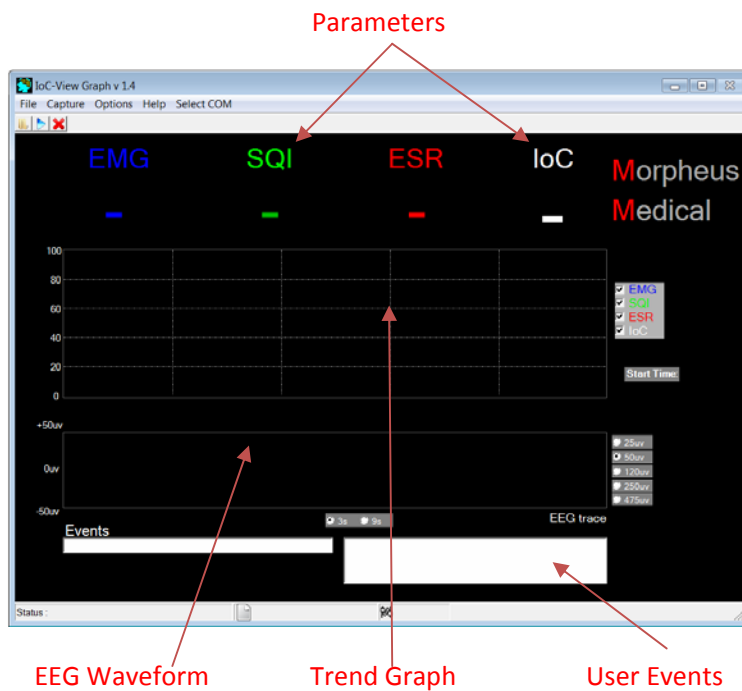 Parameters
IoC-View Graph v 1.4
File Capture Options Help Select COM
EMG SQI ESR IoC
Morpheus
Medical
- - - -
100
80
60
40
20
0
EMG
SQI
ESR
IoC
Start Time:
+50uv
0uv
-50uv
25uv
50uv
120uv
250uv
475uv
3s 9s
EEG trace
Events
Status :
EEG Waveform Trend Graph User Events